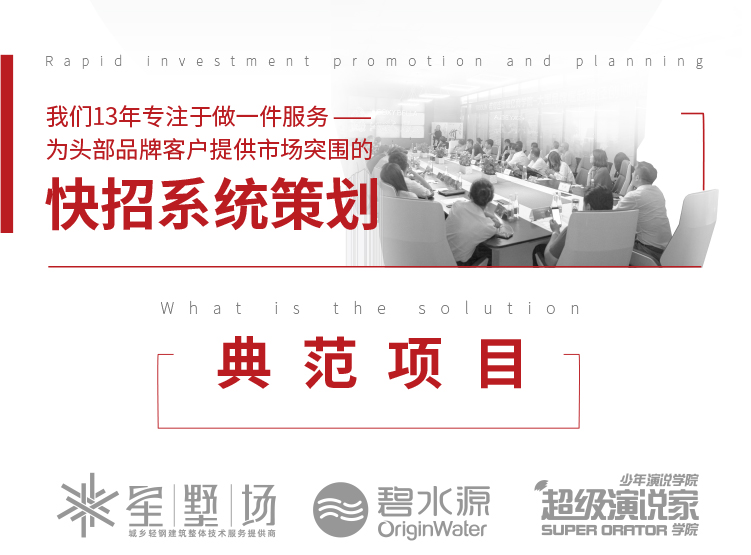 Rapid investment promotion and planning
我们13年专注于做一件服务 ——
为头部品牌客户提供市场突围的
快招系统策划
What is the solution
典范项目
星墅场
城乡轻钢建筑整体技术服务提供商
碧水源
OriginWater
少年演说学院
超级演说家
SUPER ORATOR 学院